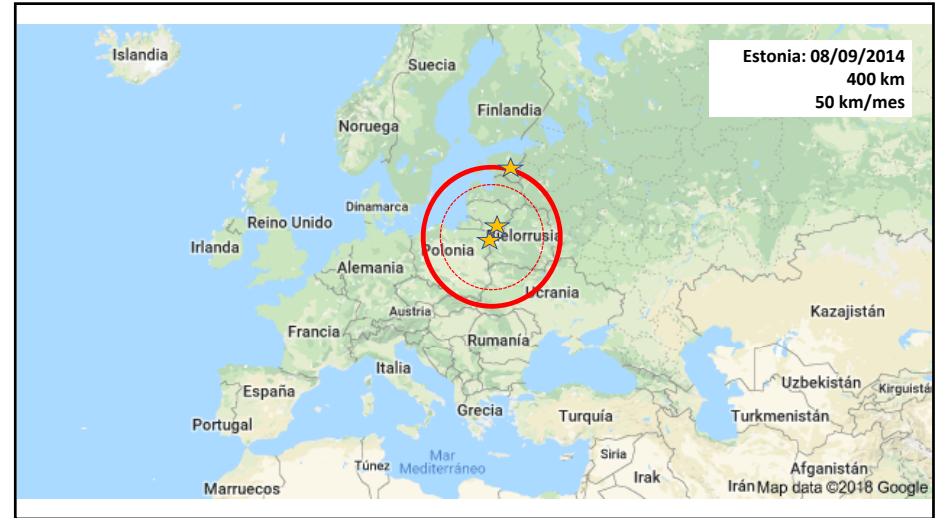 Estonia: 08/09/2014
400 km
50 km/mes
Islandia
Suecia
Finlandia
Noruega
Dinamarca
Reino Unido
Irlanda
Polonia
Bielorrusia
Alemania
Ucrania
Austria
Kazajistán
Francia
Rumanía
Italia
España
Uzbekistán
Kirguistá
Grecia
Turquía
Turkmenistán
Portugal
Siria
Mar
Mediterráneo
Túnez
Afganistán
Irak
Irán
Marruecos
Map data ©2018 Google